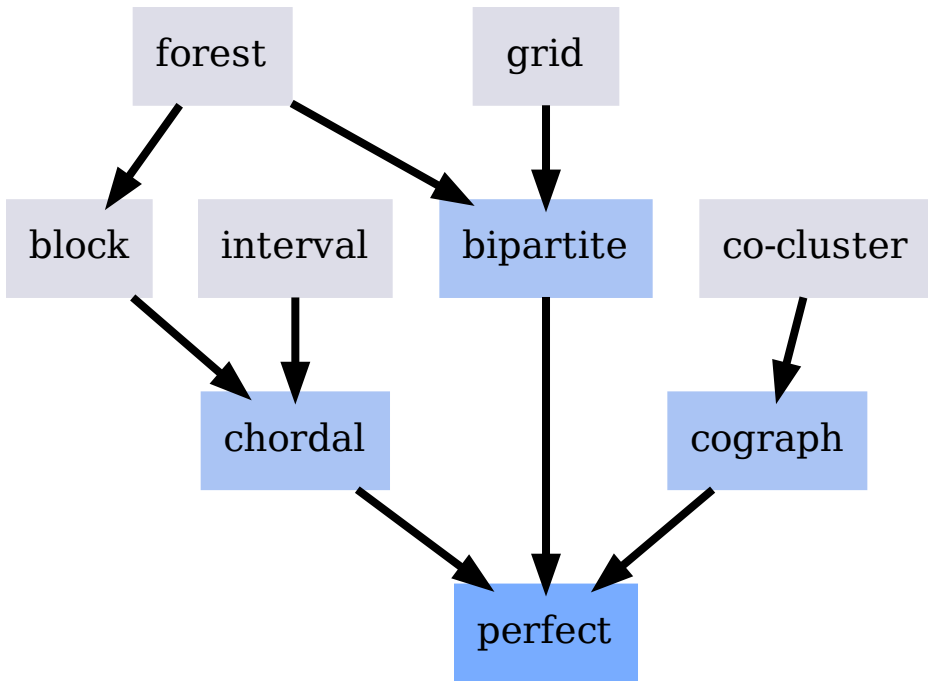 forest
grid
block
interval
bipartite
co-cluster
chordal
cograph
perfect